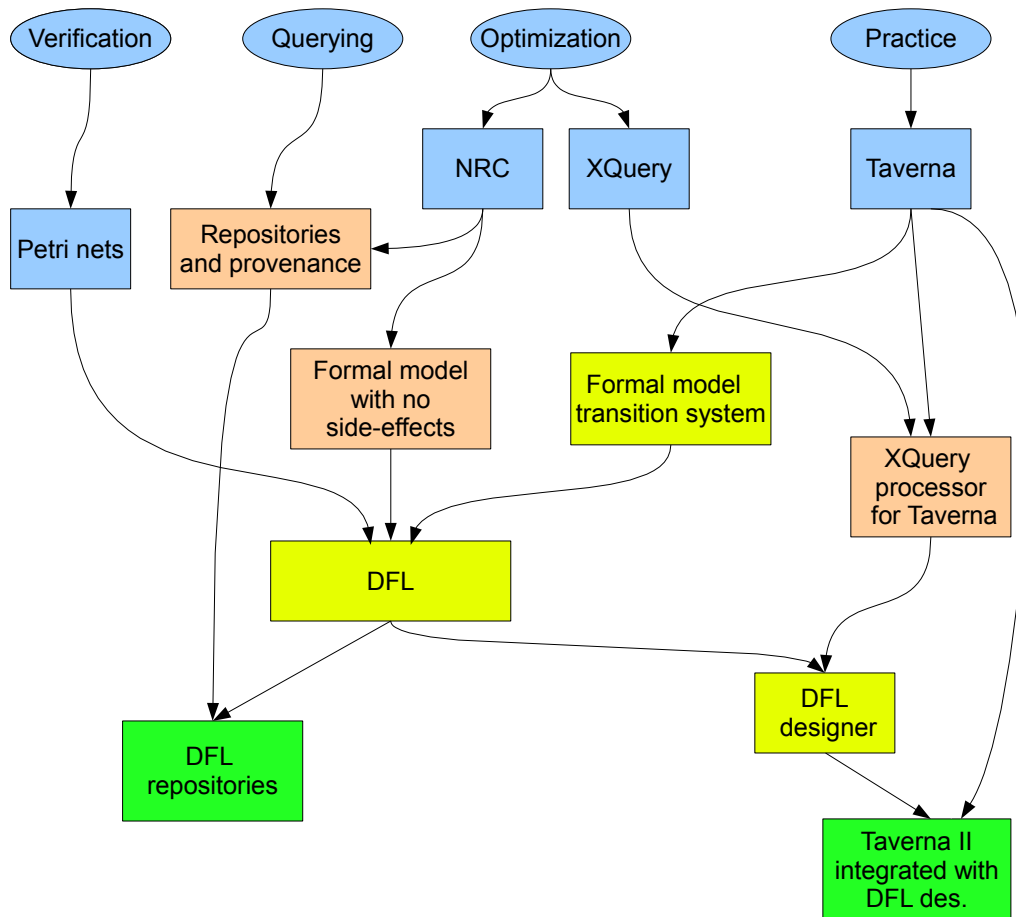 Verification
Querying
Optimization
Practice
NRC
XQuery
Taverna
Petri nets
Repositories
and provenance
Formal model
with no
side-effects
Formal model
transition system
XQuery
processor
for Taverna
DFL
DFL
designer
DFL
repositories
Taverna II
integrated with
DFL des.